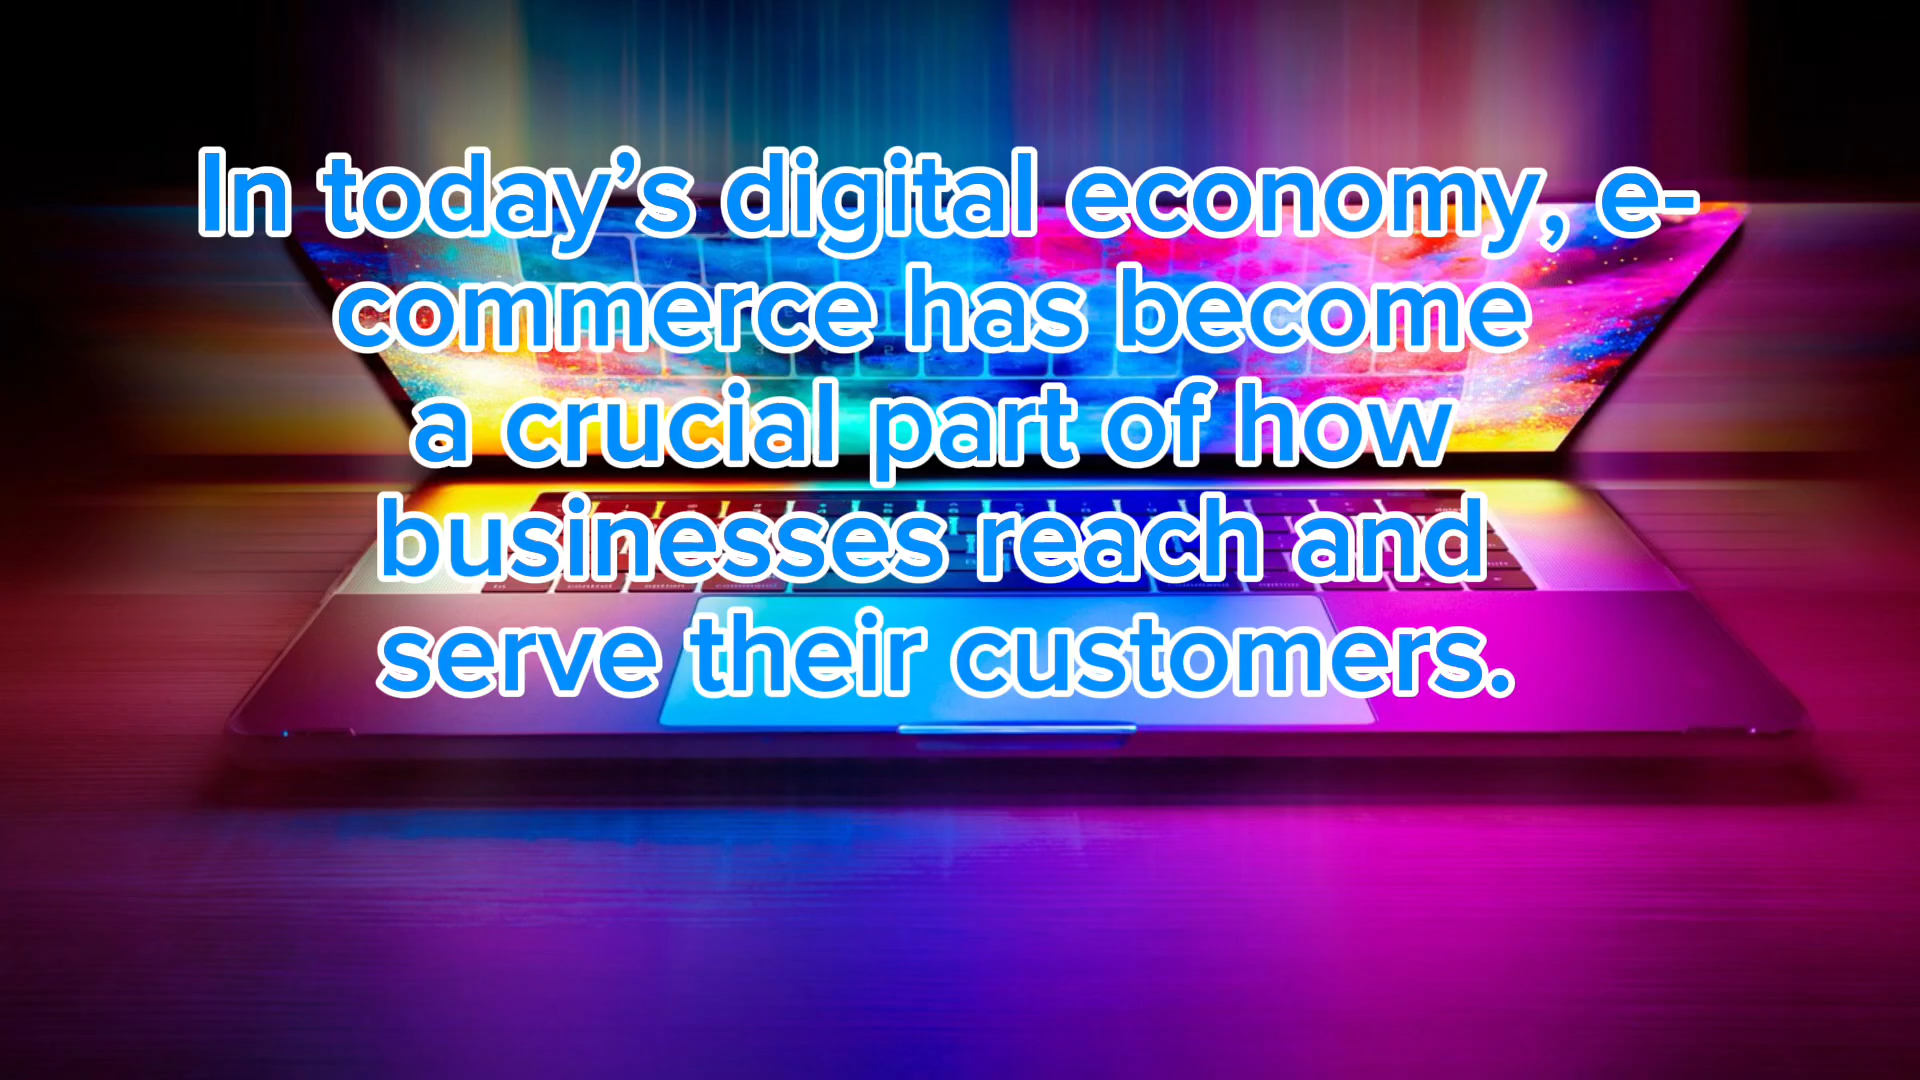 In today’s digital economy, e-
commerce has become
a crucial part of how
businesses reach and
serve their customers.